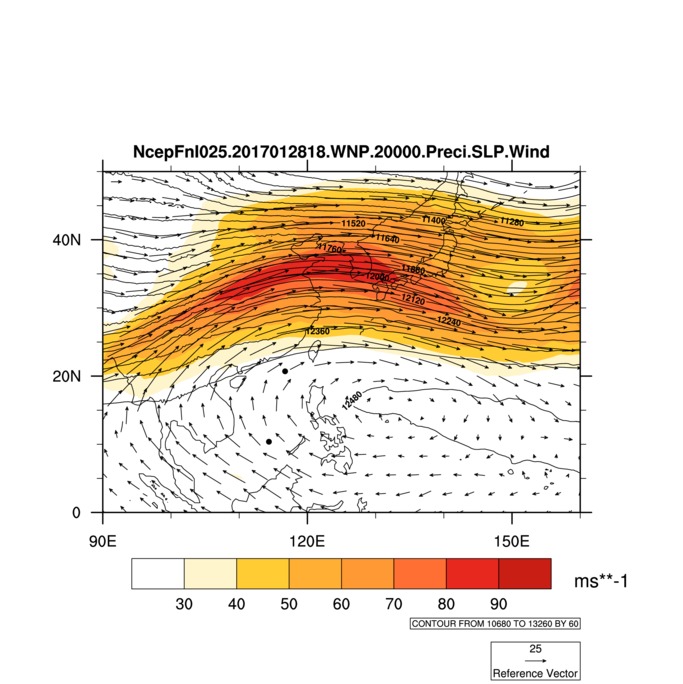 NcepFnl025.2017012818.WNP.20000.Preci.SLP.Wind
11520
11400
11280
11640
40N
11760
11880
12000
12120
12240
12360
20N
12480
0
90E 120E 150E
ms**-1
30 40 50 60 70 80 90
CONTOUR FROM 10680 TO 13260 BY 60
25
Reference Vector